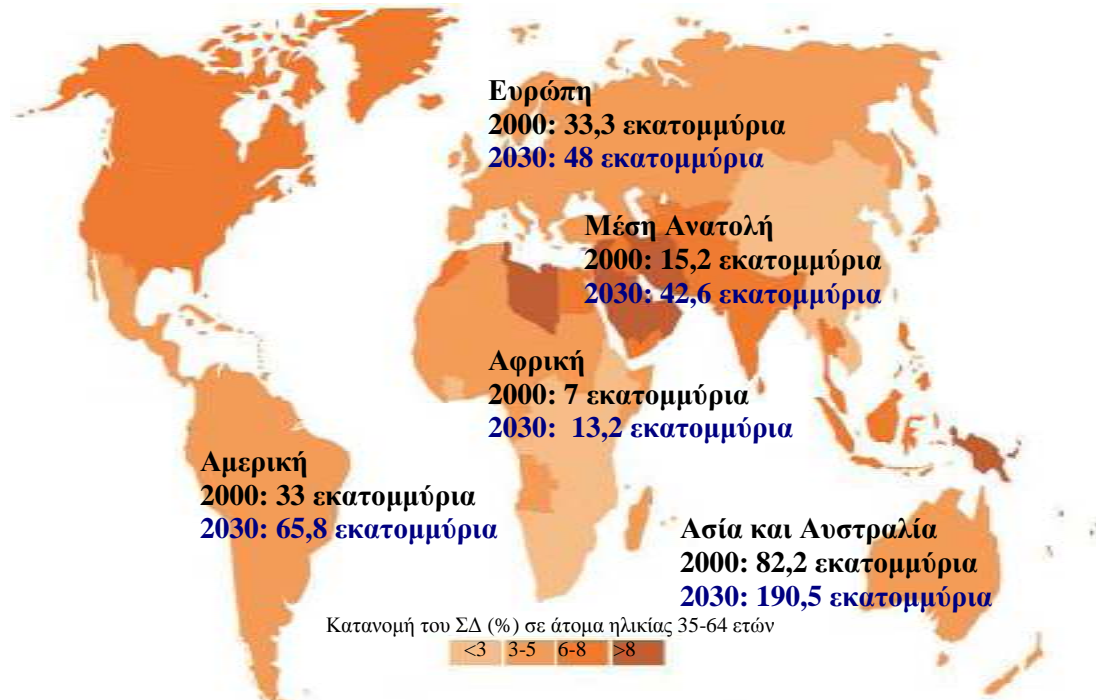 Ευρώπη
2000: 33,3 εκατομμύρια
2030: 48 εκατομμύρια
Μέση Ανατολή
2000: 15,2 εκατομμύρια
2030: 42,6 εκατομμύρια
Αφρική
2000: 7 εκατομμύρια
2030: 13,2 εκατομμύρια
Αμερική
2000: 33 εκατομμύρια
2030: 65,8 εκατομμύρια
Ασία και Αυστραλία
2000: 82,2 εκατομμύρια
2030: 190,5 εκατομμύρια
Κατανομή του ΣΔ (%) σε άτομα ηλικίας 35-64 ετών
<3 3-5 6-8 >8